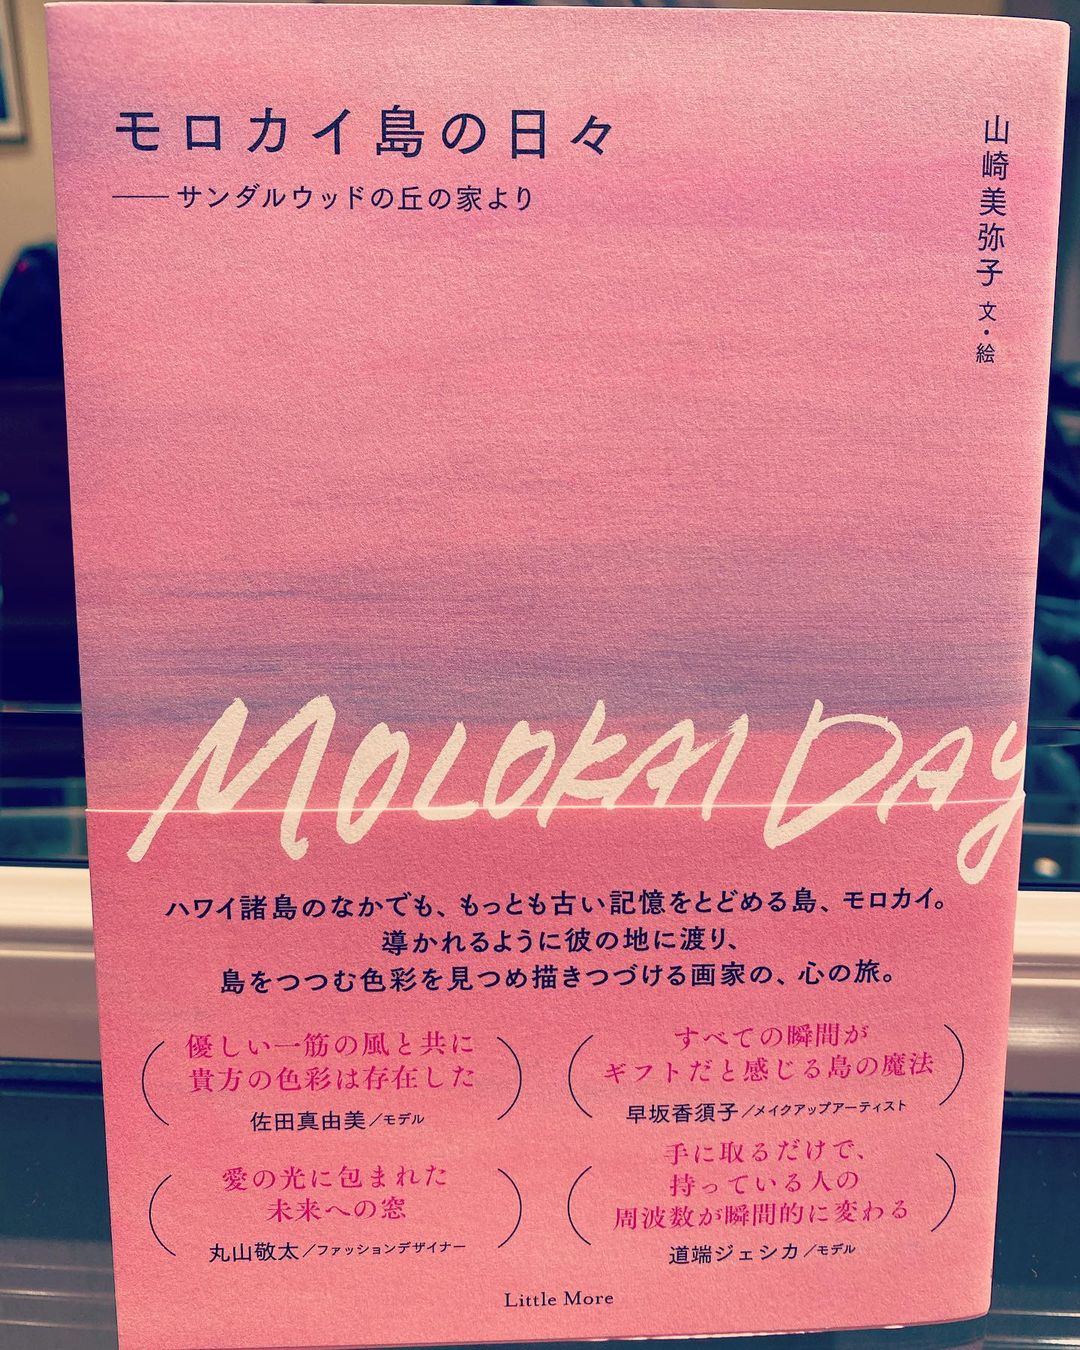 モロカイ島の日々
──サンダルウッドの丘の家より
山崎美弥子 文・絵
MOLOKAI DAY
ハワイ諸島のなかでも、もっとも古い記憶をとどめる島、モロカイ。
導かれるように彼の地に渡り、
島をつつむ色彩を見つめ描きつづける画家の、心の旅。
優しい一筋の風と共に
貴方の色彩は存在した
佐田真由美／モデル
すべての瞬間が
ギフトだと感じる島の魔法
早坂香須子／メイクアップアーティスト
愛の光に包まれた
未来への窓
丸山敬太／ファッションデザイナー
手に取るだけで、
持っている人の
周波数が瞬間的に変わる
道端ジェシカ／モデル
Little More